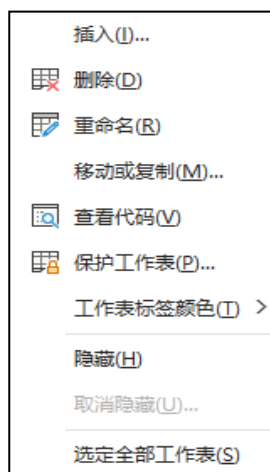 插入(I)...
删除(D)
重命名(R)
移动或复制(M)...
查看代码(V)
保护工作表(P)...
工作表标签颜色(T) >
隐藏(H)
取消隐藏(U)...
选定全部工作表(S)